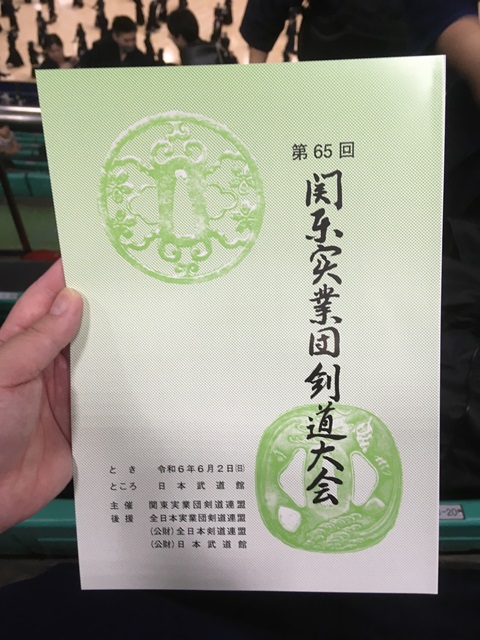 第65回
関东実業団剣道大会
とき 令和6年6月2日(日)
ところ 日本武道館
主催 関東実業団剣道連盟
後援 全日本実業団剣道連盟
(公財)全日本剣道連盟
(公財)日本武道館